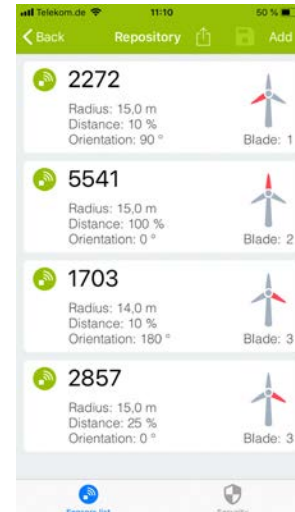 Telekom.de 11:10 50 %
Back Repository Add
2272
Radius: 15,0 m
Distance: 10 %
Orientation: 90 °
Blade: 1
5541
Radius: 15,0 m
Distance: 100 %
Orientation: 0 °
Blade: 2
1703
Radius: 14,0 m
Distance: 10 %
Orientation: 180 °
Blade: 3
2857
Radius: 15,0 m
Distance: 25 %
Orientation: 0 °
Blade: 3
Sensors list Security